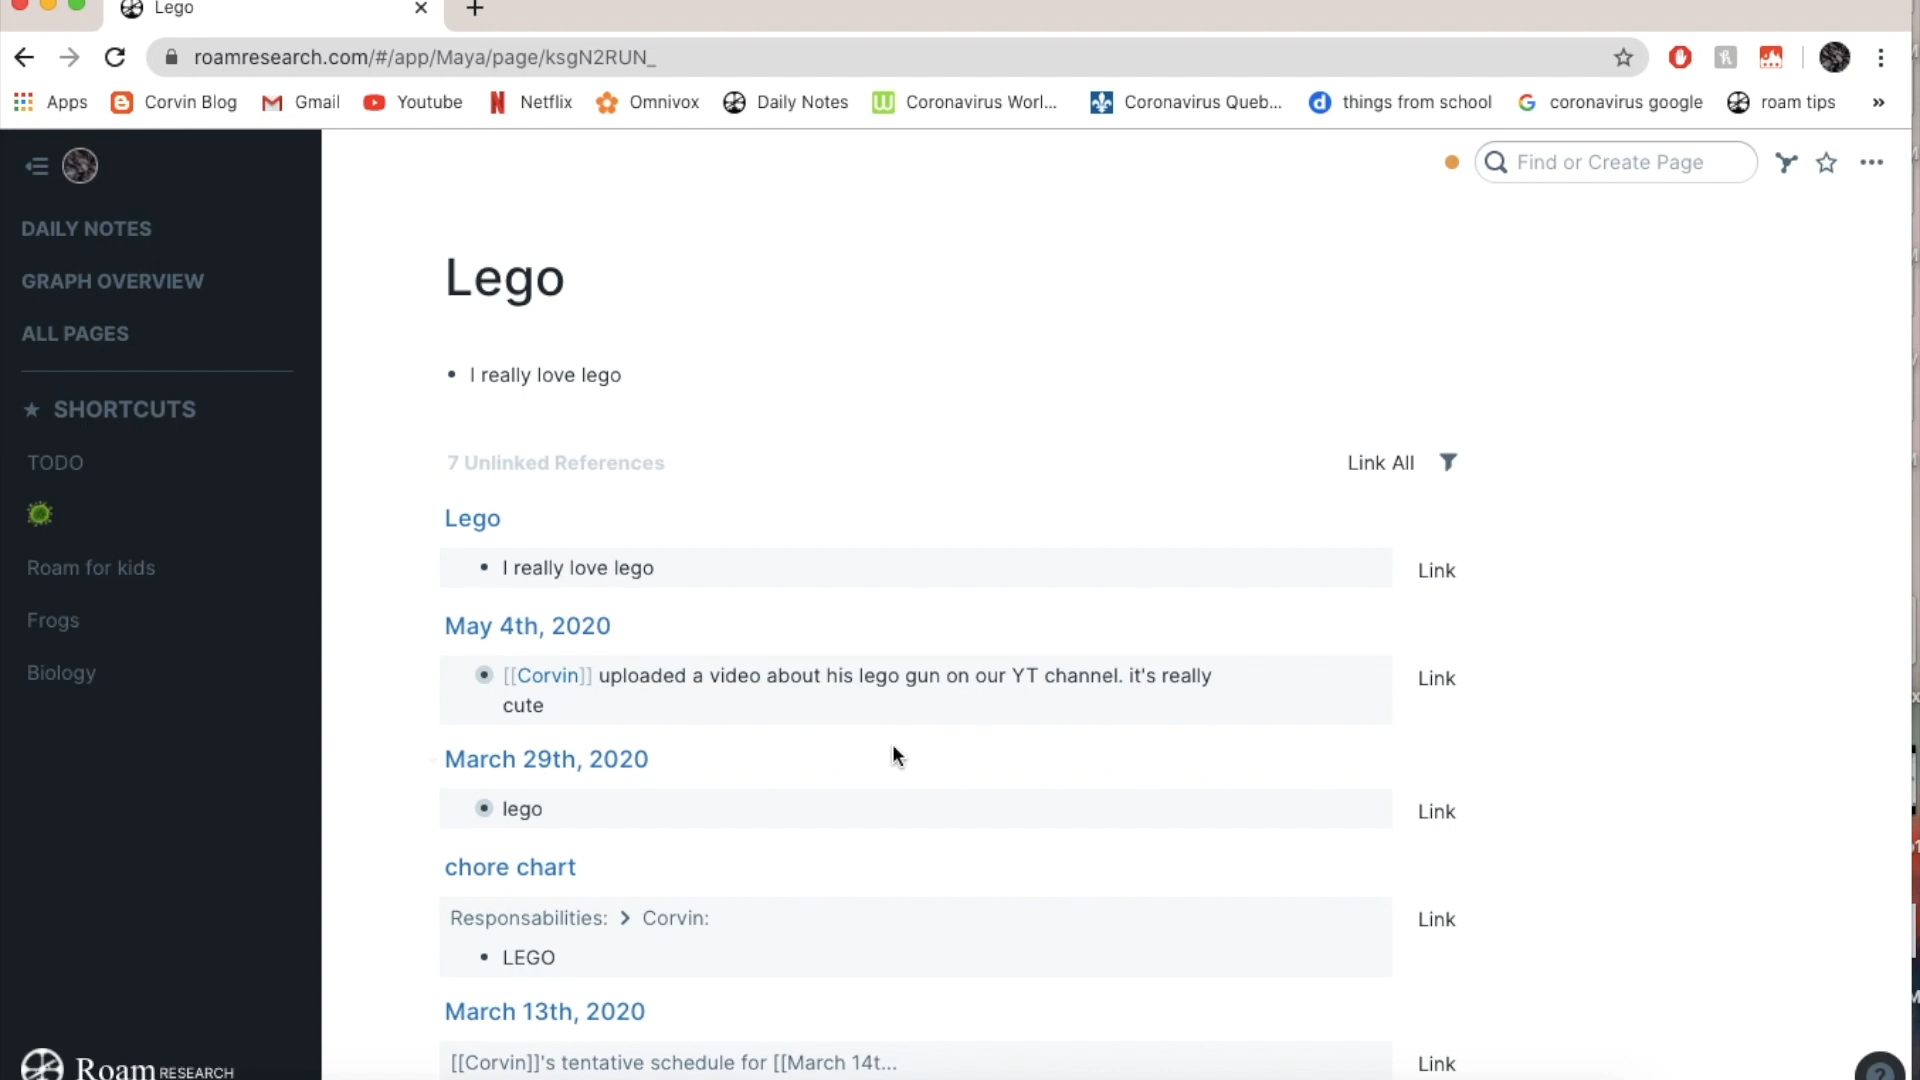 Lego
roamresearch.com/#/app/Maya/page/ksgN2RUN_
Apps Corvin Blog Gmail Youtube Netflix Omnivox Daily Notes Coronavirus Worl... Coronavirus Queb... things from school coronavirus google roam tips »
Find or Create Page
DAILY NOTES
GRAPH OVERVIEW
ALL PAGES
SHORTCUTS
TODO
Roam for kids
Frogs
Biology
Roam RESEARCH
Lego
• I really love lego
7 Unlinked References Link All
Lego
• I really love lego Link
May 4th, 2020
• [[Corvin]] uploaded a video about his lego gun on our YT channel. it's really Link
cute
March 29th, 2020
• lego Link
chore chart
Responsabilities: > Corvin: Link
• LEGO
March 13th, 2020
[[Corvin]]'s tentative schedule for [[March 14t... Link
?